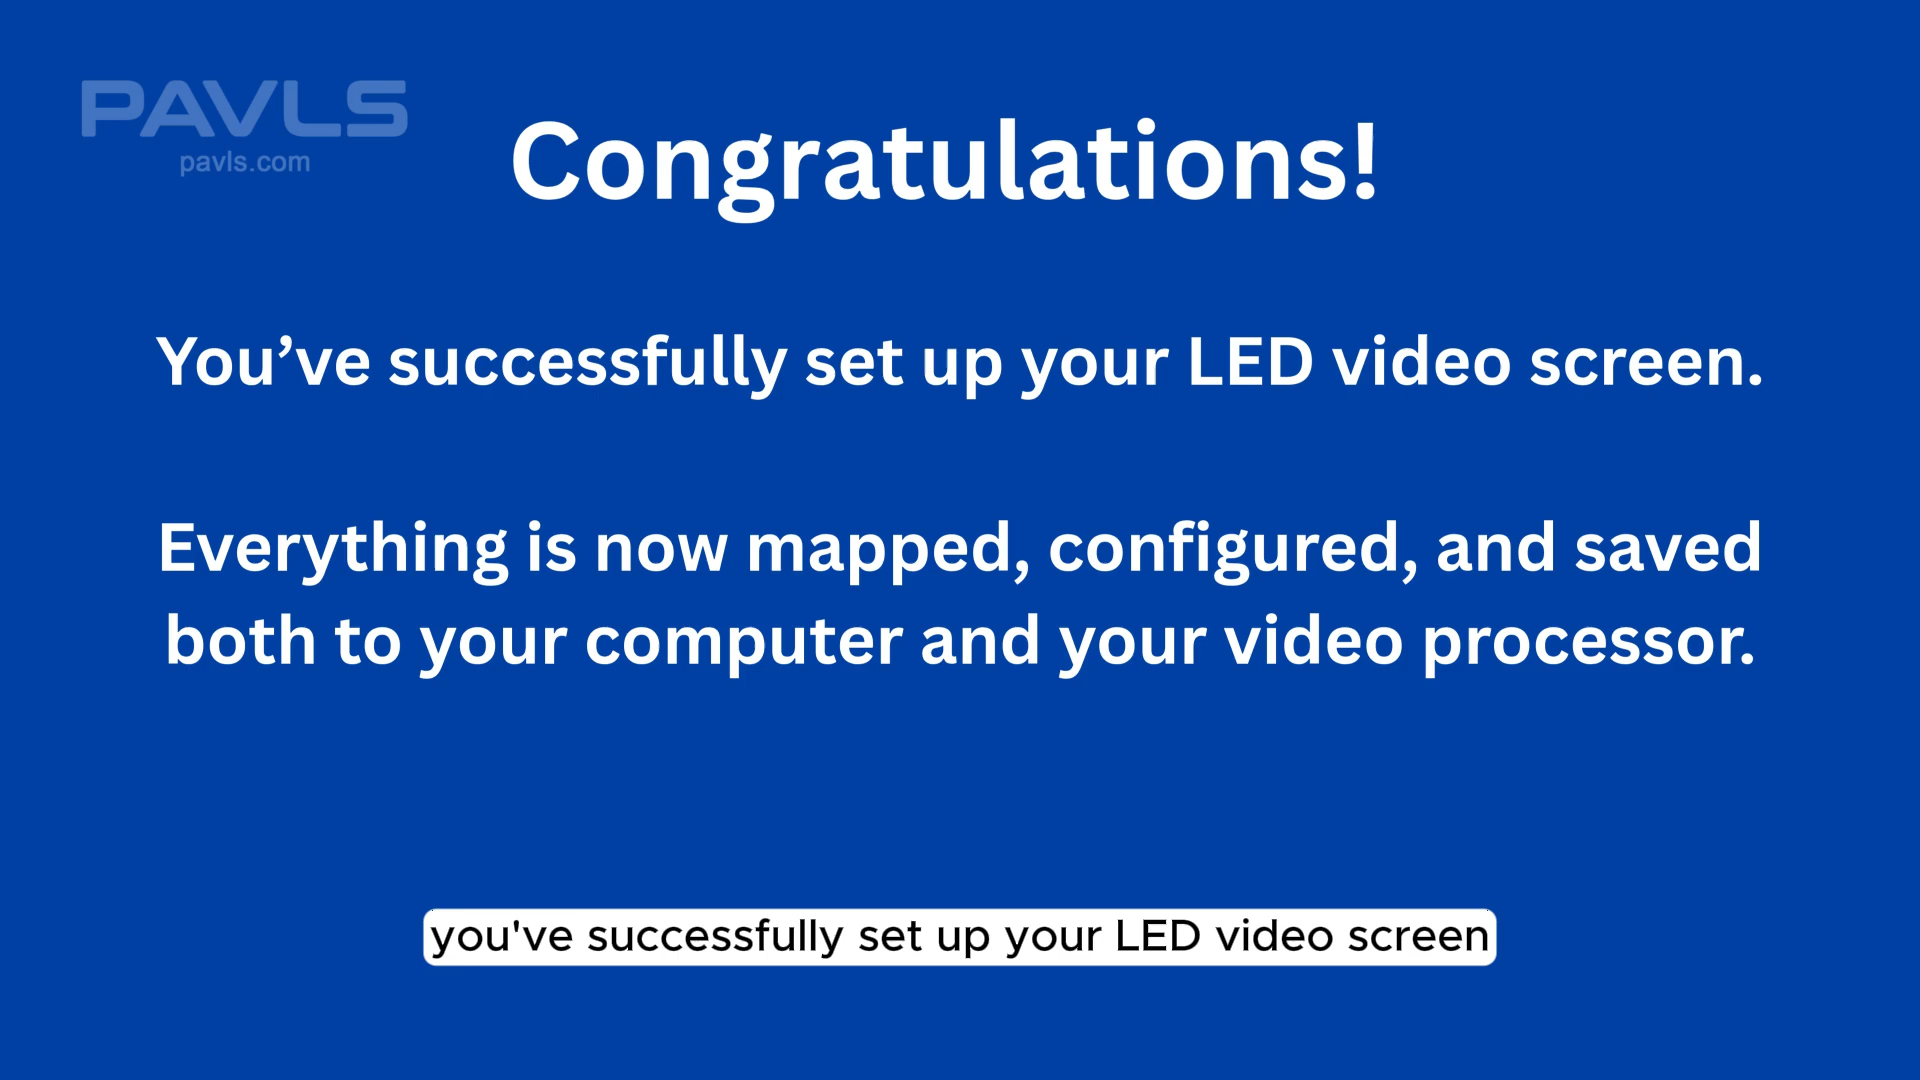 PAVLS
pavls.com
Congratulations!
You’ve successfully set up your LED video screen.
Everything is now mapped, configured, and saved
both to your computer and your video processor.
you've successfully set up your LED video screen